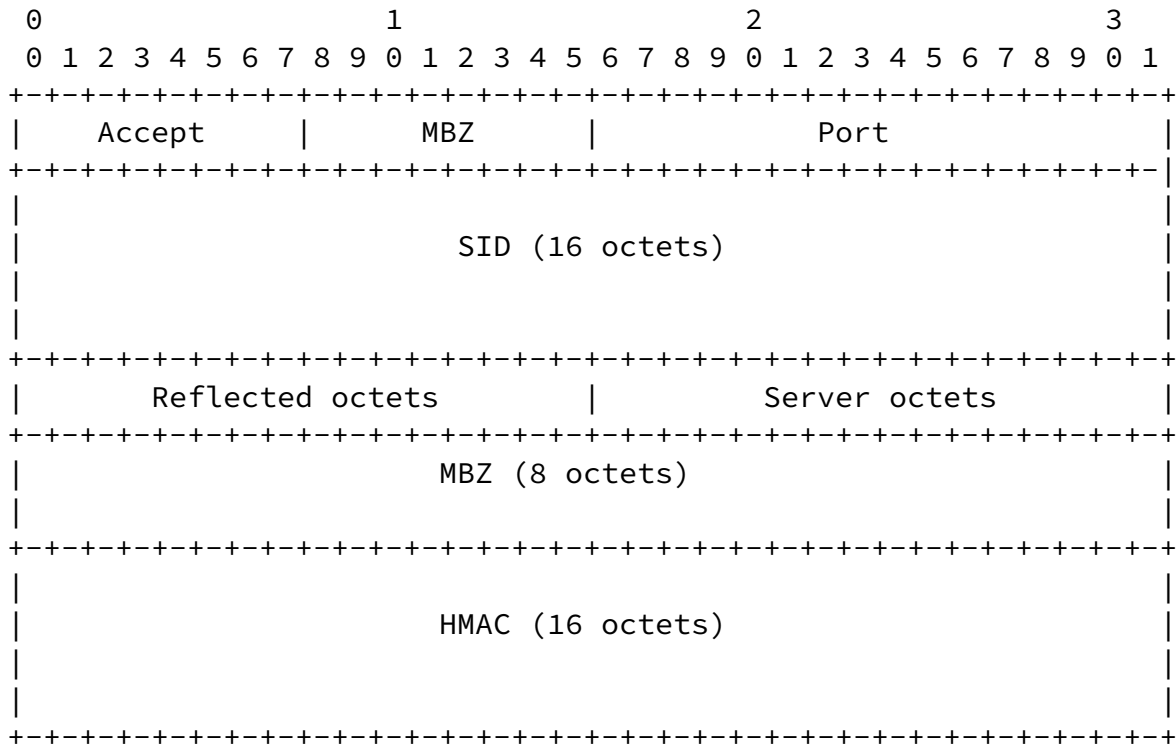 0                   1                   2                   3
0 1 2 3 4 5 6 7 8 9 0 1 2 3 4 5 6 7 8 9 0 1 2 3 4 5 6 7 8 9 0 1
+-+-+-+-+-+-+-+-+-+-+-+-+-+-+-+-+-+-+-+-+-+-+-+-+-+-+-+-+-+-+-+-+
|    Accept     |      MBZ      |            Port               |
+-+-+-+-+-+-+-+-+-+-+-+-+-+-+-+-+-+-+-+-+-+-+-+-+-+-+-+-+-+-+-+-|
|                                                               |
|                        SID (16 octets)                        |
|                                                               |
|                                                               |
+-+-+-+-+-+-+-+-+-+-+-+-+-+-+-+-+-+-+-+-+-+-+-+-+-+-+-+-+-+-+-+-+
|       Reflected octets        |         Server octets         |
+-+-+-+-+-+-+-+-+-+-+-+-+-+-+-+-+-+-+-+-+-+-+-+-+-+-+-+-+-+-+-+-+
|                       MBZ (8 octets)                          |
|                                                               |
+-+-+-+-+-+-+-+-+-+-+-+-+-+-+-+-+-+-+-+-+-+-+-+-+-+-+-+-+-+-+-+-+
|                                                               |
|                       HMAC (16 octets)                        |
|                                                               |
|                                                               |
+-+-+-+-+-+-+-+-+-+-+-+-+-+-+-+-+-+-+-+-+-+-+-+-+-+-+-+-+-+-+-+-+